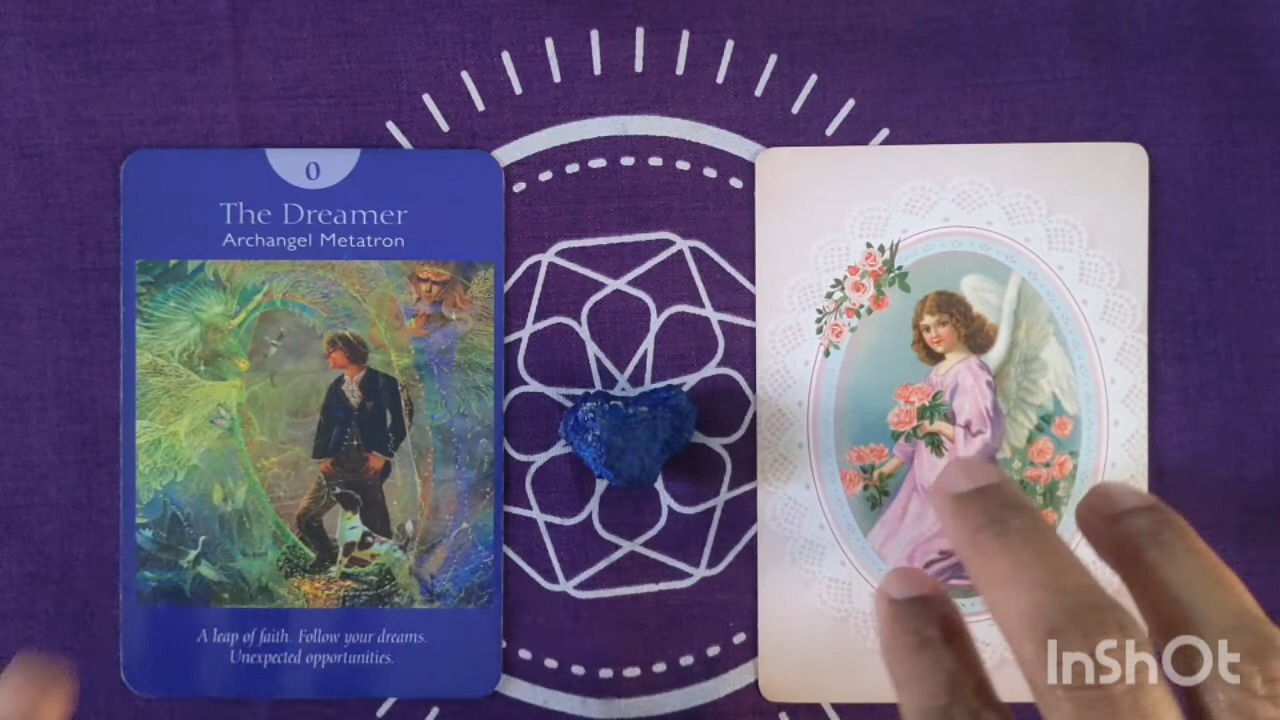 0
The Dreamer
Archangel Metatron
A leap of faith. Follow your dreams.
Unexpected opportunities.
InShOt